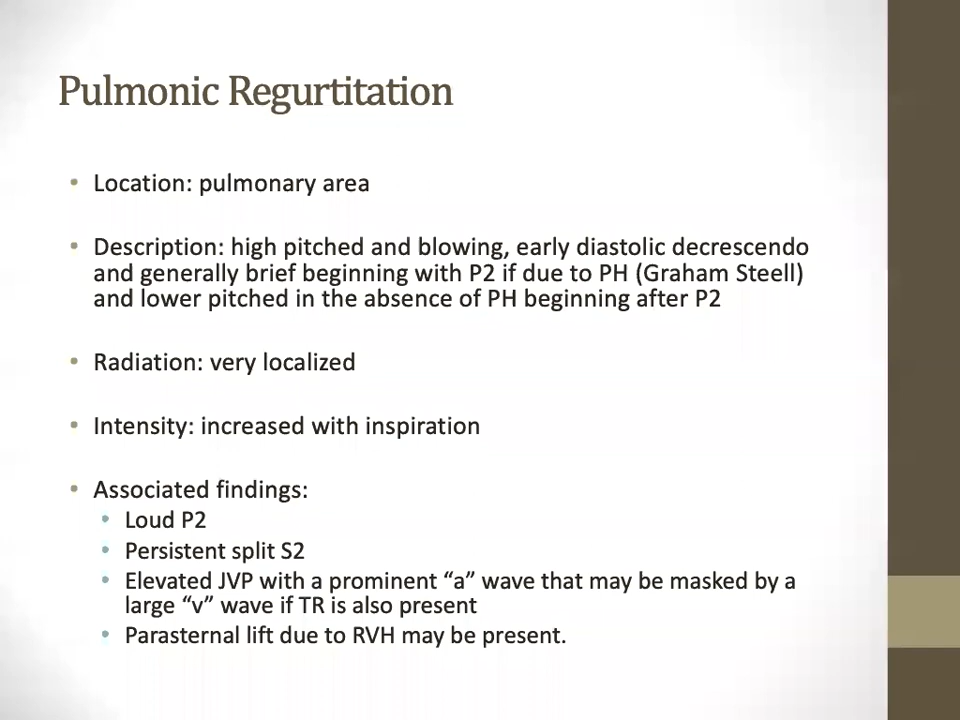 Pulmonic Regurtitation
• Location: pulmonary area
• Description: high pitched and blowing, early diastolic decrescendo
and generally brief beginning with P2 if due to PH (Graham Steell)
and lower pitched in the absence of PH beginning after P2
• Radiation: very localized
• Intensity: increased with inspiration
• Associated findings:
• Loud P2
• Persistent split S2
• Elevated JVP with a prominent “a” wave that may be masked by a
large “v” wave if TR is also present
• Parasternal lift due to RVH may be present.